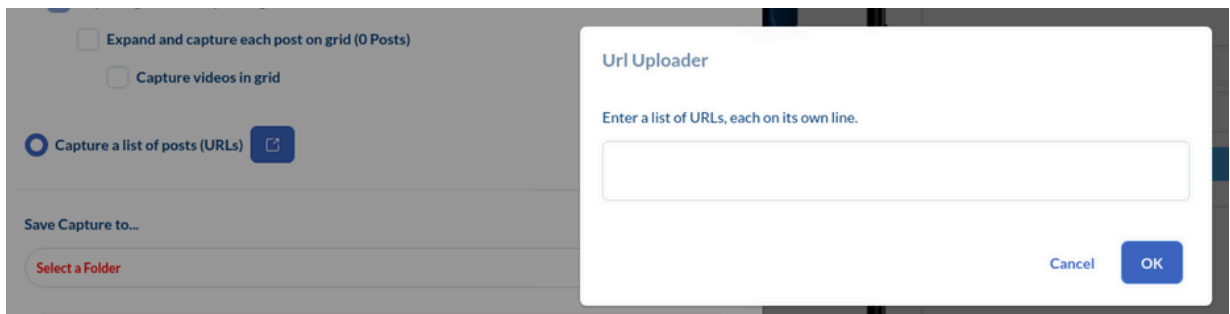 Expand and capture each post on grid (0 Posts)
Capture videos in grid
Capture a list of posts (URLs)
Save Capture to...
Select a Folder
Url Uploader
Enter a list of URLs, each on its own line.
Cancel
OK